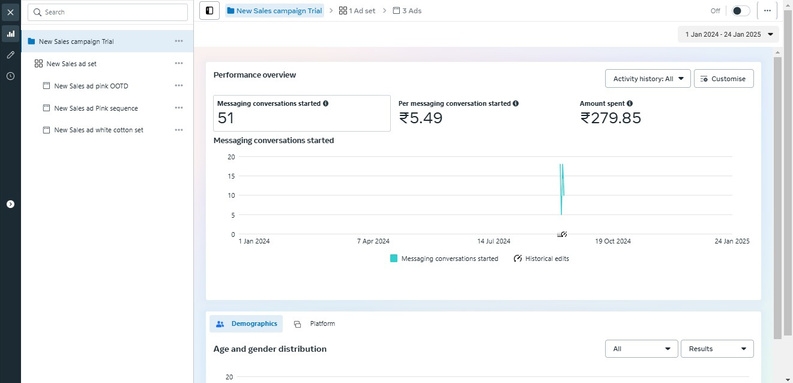 Search
New Sales campaign Trial
1 Ad set
3 Ads
Off
1 Jan 2024 - 24 Jan 2025
New Sales campaign Trial
New Sales ad set
New Sales ad pink OOTD
New Sales ad Pink sequence
New Sales ad white cotton set
Performance overview
Activity history: All
Customise
Messaging conversations started
51
Per messaging conversation started
₹5.49
Amount spent
₹279.85
Messaging conversations started
20
15
10
5
0
1 Jan 2024
7 Apr 2024
14 Jul 2024
19 Oct 2024
24 Jan 2025
Messaging conversations started
Historical edits
Demographics
Platform
Age and gender distribution
All
Results
20